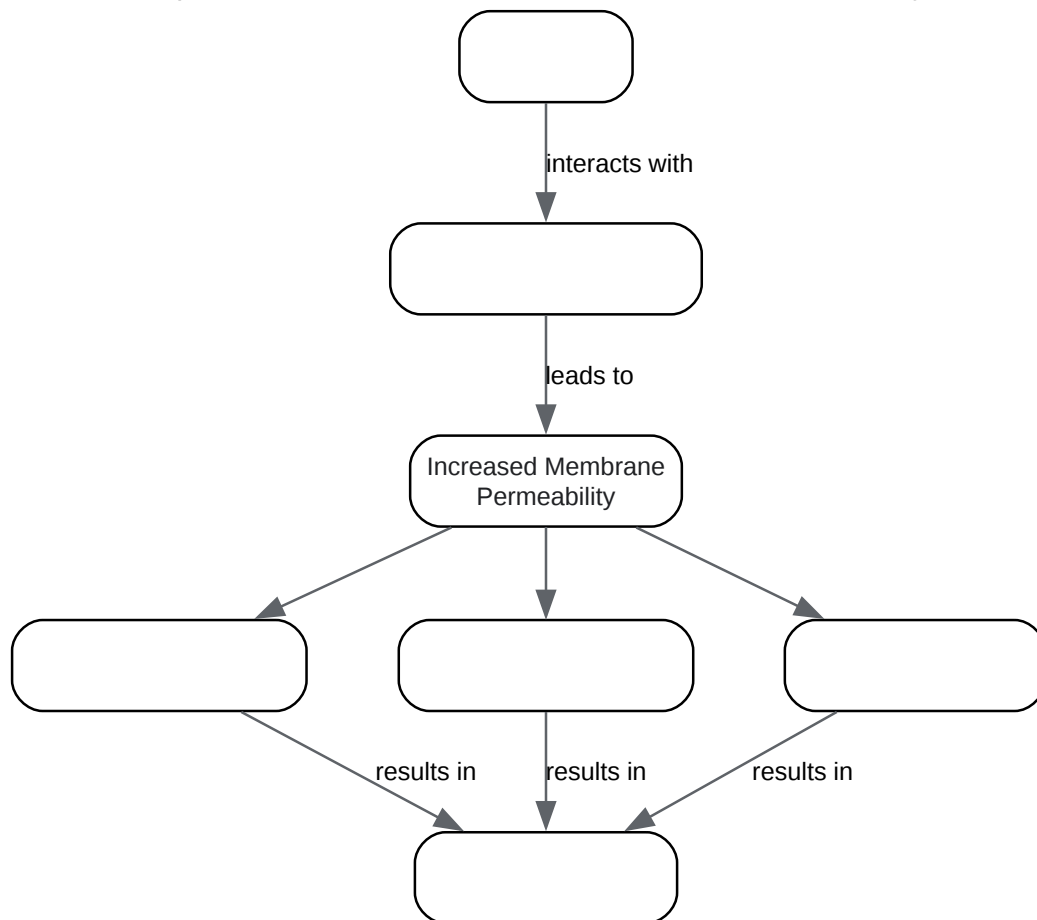 interacts with
leads to
Increased Membrane
Permeability
results in
results in
results in